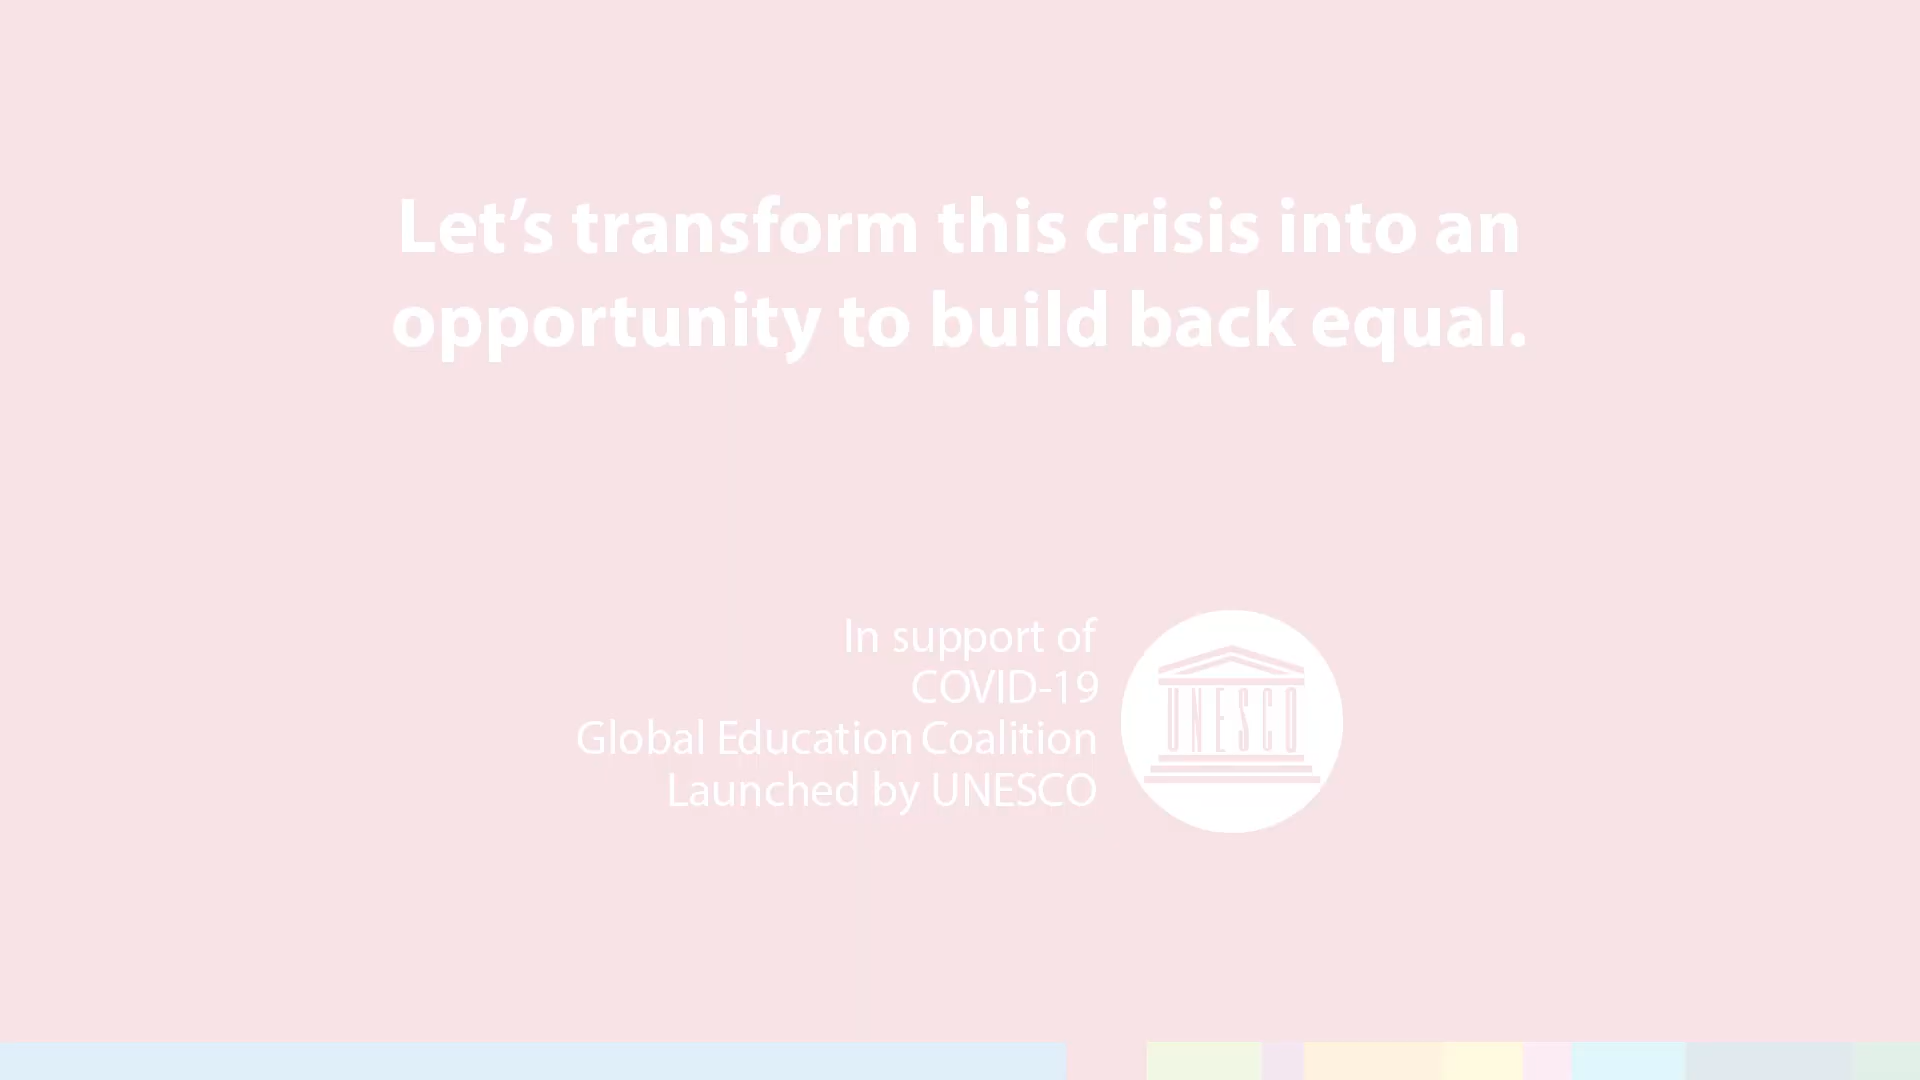 Let’s transform this crisis into an
opportunity to build back equal.
In support of
COVID-19
Global Education Coalition
Launched by UNESCO
UNESCO